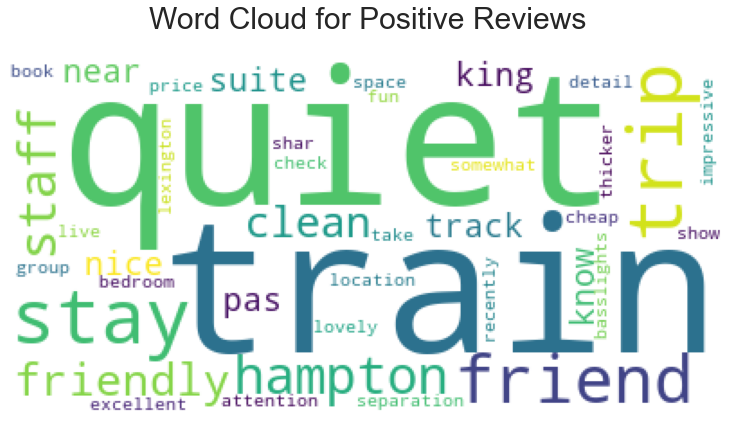 Word Cloud for Positive Reviews
book
near
price
suite
space
fun
king
detail
trip
impressive
staff
quiet
lexington
shar
check
somewhat
thicker
live
clean
take
track
cheap
show
group
nice
bedroom
train
location
recently
know
basslights
stay
pas
lovely
friendly
hampton
friend
excellent
attention
separation